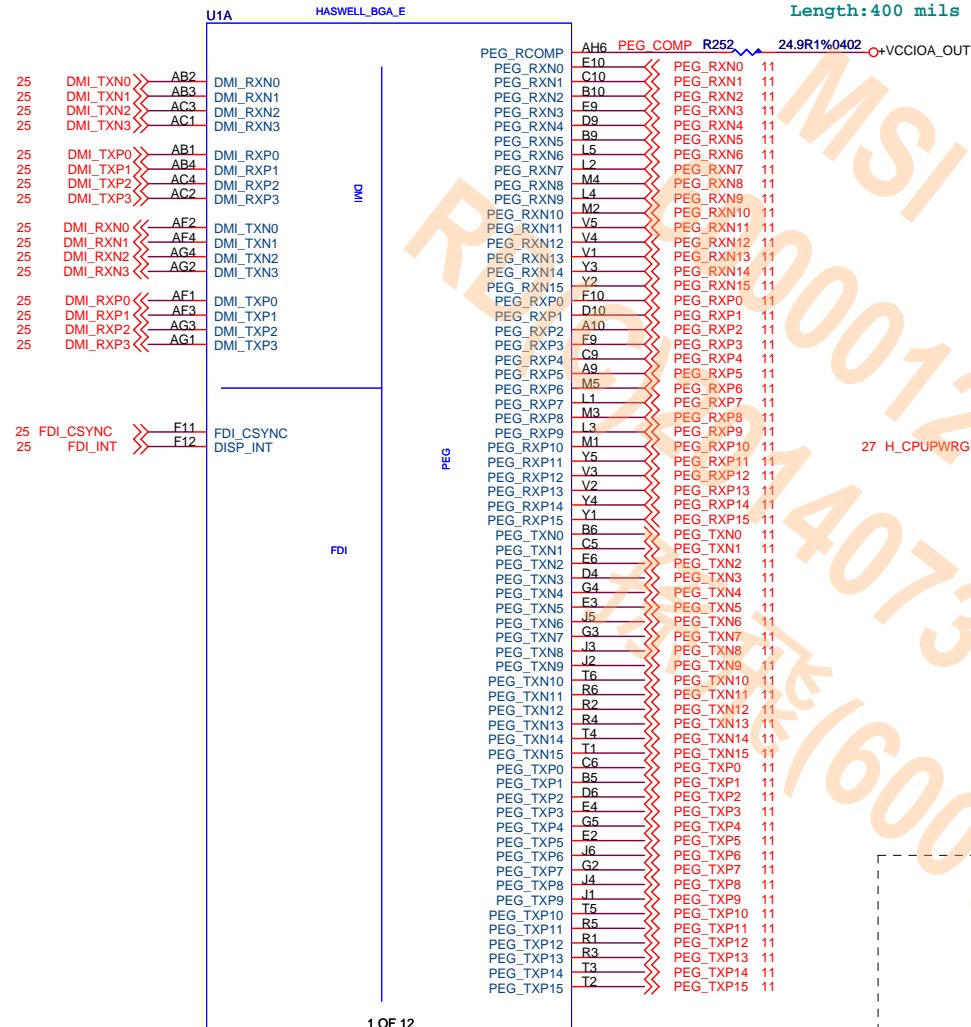 U1A
HASWELL_BGA_E
Length:400 mils
PEG_RCOMP AH6 PEG_COMP R252 24.9R1%0402 +VCCIOA_OUT
25 DMI_TXN0 AB2 DMI_RXN0
25 DMI_TXN1 AB3 DMI_RXN1
25 DMI_TXN2 AC3 DMI_RXN2
25 DMI_TXN3 AC1 DMI_RXN3
25 DMI_TXP0 AB1 DMI_RXP0
25 DMI_TXP1 AB4 DMI_RXP1
25 DMI_TXP2 AC4 DMI_RXP2
25 DMI_TXP3 AC2 DMI_RXP3
25 DMI_RXN0 AF2 DMI_TXN0
25 DMI_RXN1 AF4 DMI_TXN1
25 DMI_RXN2 AG4 DMI_TXN2
25 DMI_RXN3 AG2 DMI_TXN3
25 DMI_RXP0 AF1 DMI_TXP0
25 DMI_RXP1 AF3 DMI_TXP1
25 DMI_RXP2 AG3 DMI_TXP2
25 DMI_RXP3 AG1 DMI_TXP3
25 FDI_CSYNC F11 FDI_CSYNC
25 FDI_INT F12 DISP_INT
DMI
FDI
PEG
PEG_RXN0 E10 PEG_RXN0 11
PEG_RXN1 C10 PEG_RXN1 11
PEG_RXN2 B10 PEG_RXN2 11
PEG_RXN3 E9 PEG_RXN3 11
PEG_RXN4 D9 PEG_RXN4 11
PEG_RXN5 B9 PEG_RXN5 11
PEG_RXN6 L5 PEG_RXN6 11
PEG_RXN7 L2 PEG_RXN7 11
PEG_RXN8 M4 PEG_RXN8 11
PEG_RXN9 L4 PEG_RXN9 11
PEG_RXN10 M2 PEG_RXN10 11
PEG_RXN11 V5 PEG_RXN11 11
PEG_RXN12 V4 PEG_RXN12 11
PEG_RXN13 V1 PEG_RXN13 11
PEG_RXN14 Y3 PEG_RXN14 11
PEG_RXN15 Y2 PEG_RXN15 11
PEG_RXP0 F10 PEG_RXP0 11
PEG_RXP1 D10 PEG_RXP1 11
PEG_RXP2 A10 PEG_RXP2 11
PEG_RXP3 F9 PEG_RXP3 11
PEG_RXP4 C9 PEG_RXP4 11
PEG_RXP5 A9 PEG_RXP5 11
PEG_RXP6 M5 PEG_RXP6 11
PEG_RXP7 L1 PEG_RXP7 11
PEG_RXP8 M3 PEG_RXP8 11
PEG_RXP9 L3 PEG_RXP9 11
PEG_RXP10 M1 PEG_RXP10 11
PEG_RXP11 Y5 PEG_RXP11 11
PEG_RXP12 V3 PEG_RXP12 11
PEG_RXP13 V2 PEG_RXP13 11
PEG_RXP14 Y4 PEG_RXP14 11
PEG_RXP15 Y1 PEG_RXP15 11
PEG_TXN0 B6 PEG_TXN0 11
PEG_TXN1 C5 PEG_TXN1 11
PEG_TXN2 E6 PEG_TXN2 11
PEG_TXN3 D4 PEG_TXN3 11
PEG_TXN4 G4 PEG_TXN4 11
PEG_TXN5 E3 PEG_TXN5 11
PEG_TXN6 J5 PEG_TXN6 11
PEG_TXN7 G3 PEG_TXN7 11
PEG_TXN8 J3 PEG_TXN8 11
PEG_TXN9 J2 PEG_TXN9 11
PEG_TXN10 T6 PEG_TXN10 11
PEG_TXN11 R6 PEG_TXN11 11
PEG_TXN12 R2 PEG_TXN12 11
PEG_TXN13 R4 PEG_TXN13 11
PEG_TXN14 T4 PEG_TXN14 11
PEG_TXN15 T1 PEG_TXN15 11
PEG_TXP0 C6 PEG_TXP0 11
PEG_TXP1 B5 PEG_TXP1 11
PEG_TXP2 D6 PEG_TXP2 11
PEG_TXP3 E4 PEG_TXP3 11
PEG_TXP4 G5 PEG_TXP4 11
PEG_TXP5 E2 PEG_TXP5 11
PEG_TXP6 J6 PEG_TXP6 11
PEG_TXP7 G2 PEG_TXP7 11
PEG_TXP8 J4 PEG_TXP8 11
PEG_TXP9 J1 PEG_TXP9 11
PEG_TXP10 T5 PEG_TXP10 11
PEG_TXP11 R5 PEG_TXP11 11
PEG_TXP12 R1 PEG_TXP12 11
PEG_TXP13 R3 PEG_TXP13 11
PEG_TXP14 T3 PEG_TXP14 11
PEG_TXP15 T2 PEG_TXP15 11
27 H_CPUPWRG
1 OF 12
MSI